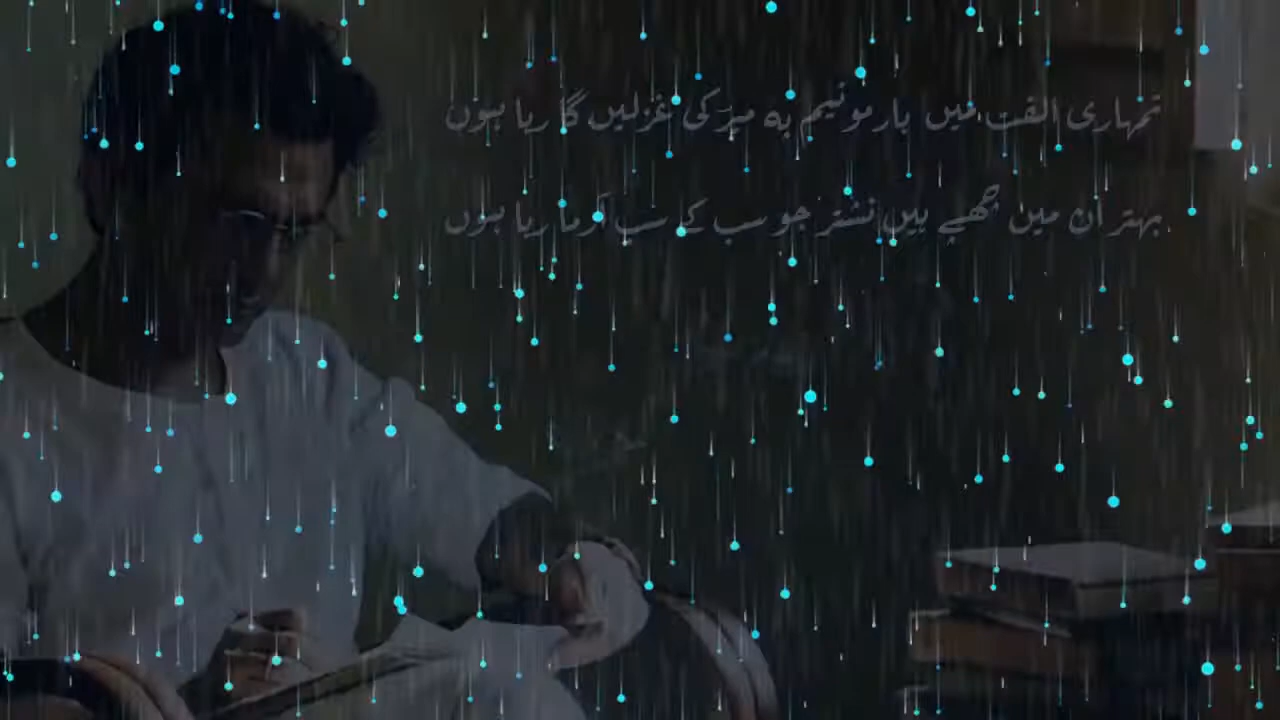 تمہاری الفت میں ہارمونیم پہ میر کی غزلیں گا رہا ہوں
بہتر ان میں چھپے ہیں نشتر جو سب کے سب آزما رہا ہوں